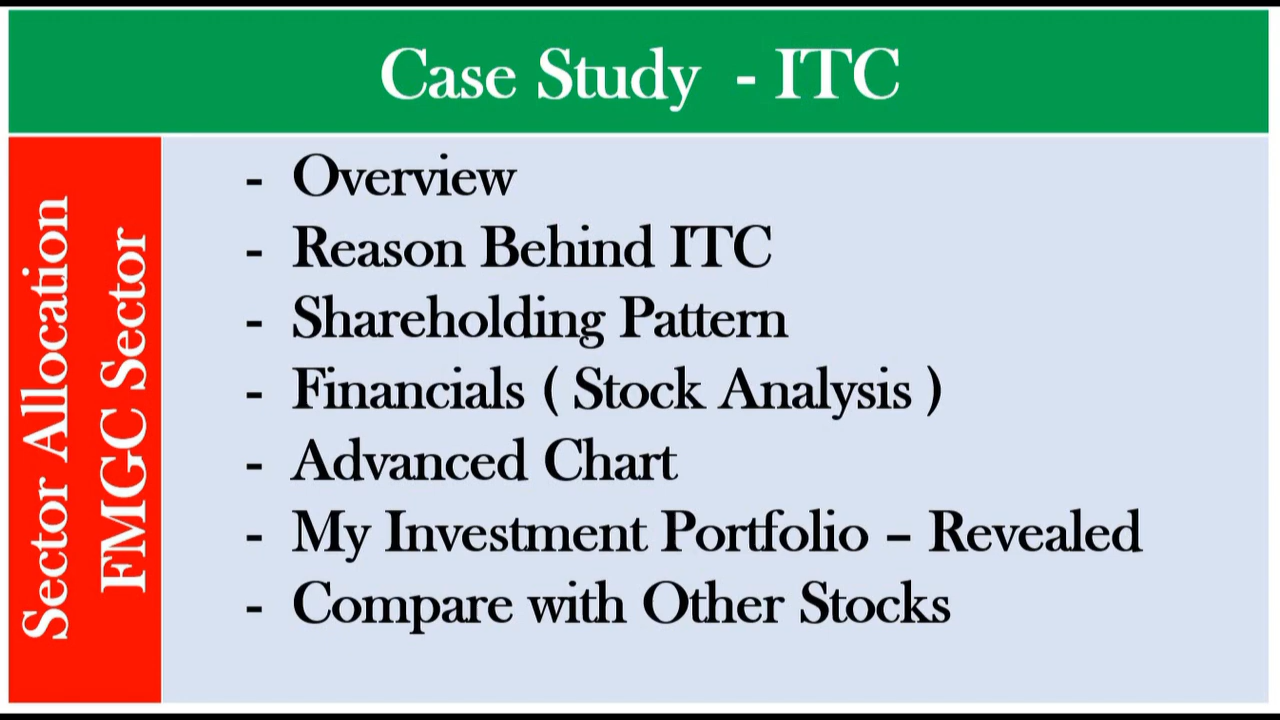 Case Study - ITC
Sector Allocation
FMGC Sector
- Overview
- Reason Behind ITC
- Shareholding Pattern
- Financials ( Stock Analysis )
- Advanced Chart
- My Investment Portfolio – Revealed
- Compare with Other Stocks